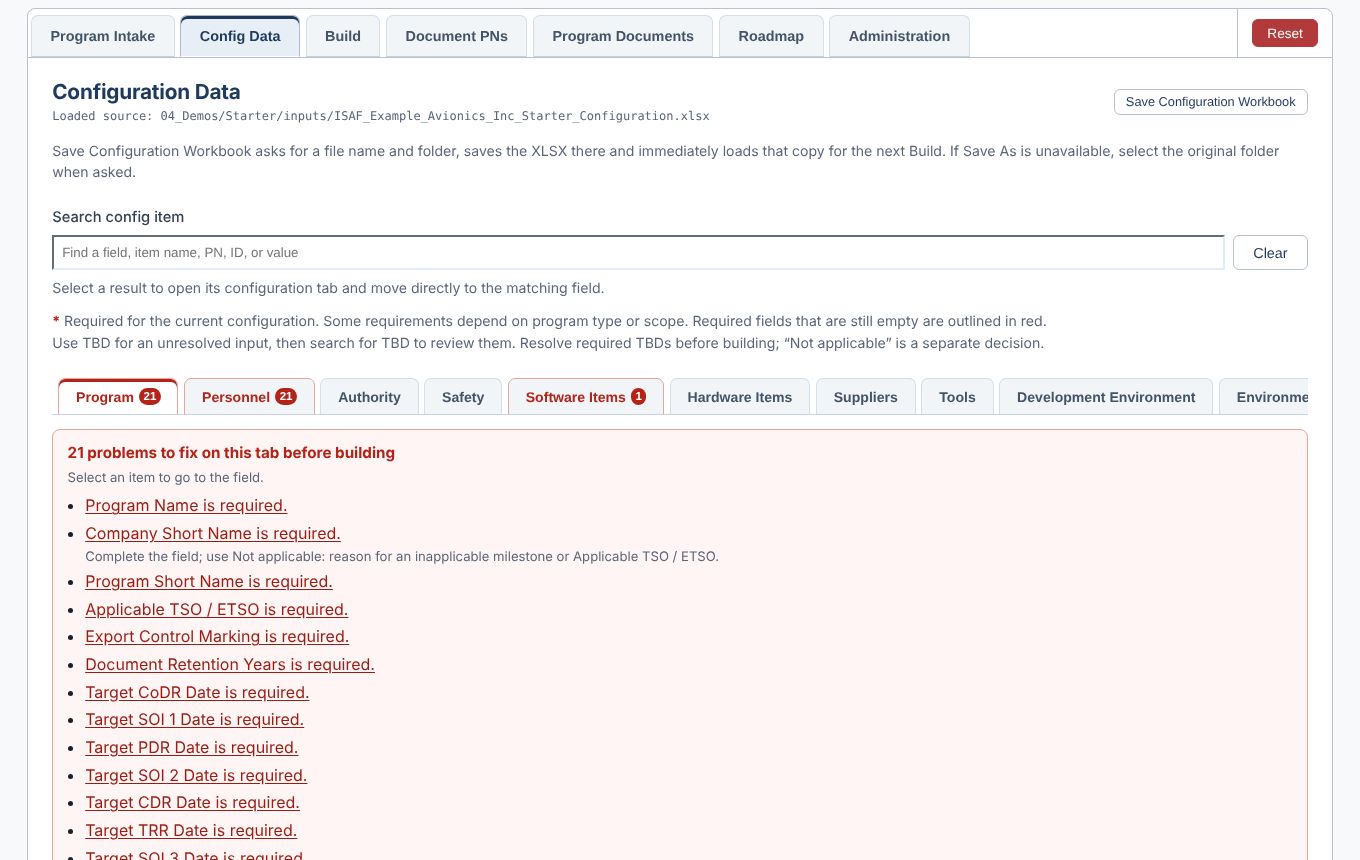 Program Intake Config Data Build Document PNs Program Documents Roadmap Administration Reset
Configuration Data
Loaded source: 04_Demos/Starter/inputs/ISAF_Example_Avionics_Inc_Starter_Configuration.xlsx
Save Configuration Workbook
Save Configuration Workbook asks for a file name and folder, saves the XLSX there and immediately loads that copy for the next Build. If Save As is unavailable, select the original folder
when asked.
Search config item
Find a field, item name, PN, ID, or value
Clear
Select a result to open its configuration tab and move directly to the matching field.
* Required for the current configuration. Some requirements depend on program type or scope. Required fields that are still empty are outlined in red.
Use TBD for an unresolved input, then search for TBD to review them. Resolve required TBDs before building; “Not applicable” is a separate decision.
Program 21 Personnel 21 Authority Safety Software Items 1 Hardware Items Suppliers Tools Development Environment Environme
21 problems to fix on this tab before building
Select an item to go to the field.
• Program Name is required.
• Company Short Name is required.
Complete the field; use Not applicable: reason for an inapplicable milestone or Applicable TSO / ETSO.
• Program Short Name is required.
• Applicable TSO / ETSO is required.
• Export Control Marking is required.
• Document Retention Years is required.
• Target CoDR Date is required.
• Target SOI 1 Date is required.
• Target PDR Date is required.
• Target SOI 2 Date is required.
• Target CDR Date is required.
• Target TRR Date is required.
• Target SOI 3 Date is required.